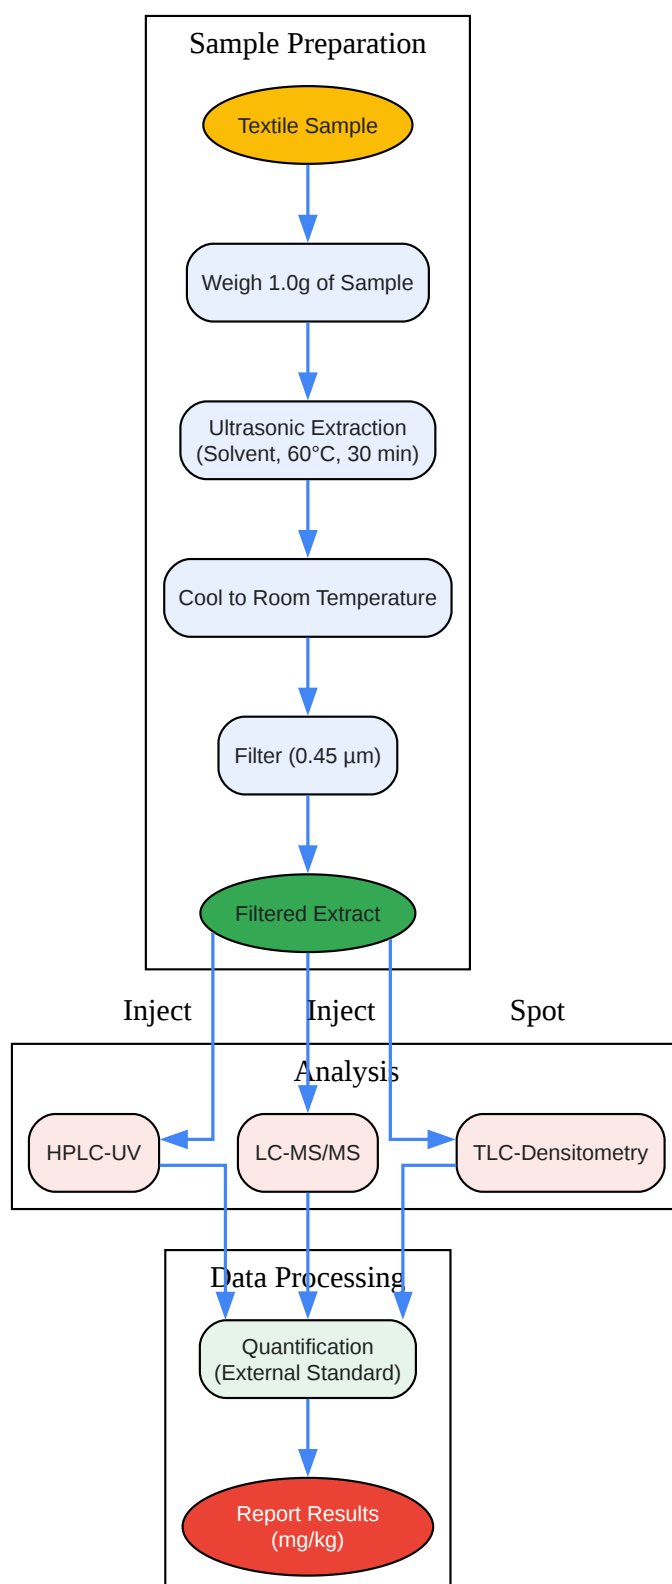 Sample Preparation
Textile Sample
Weigh 1.0g of Sample
Ultrasonic Extraction
(Solvent, 60°C, 30 min)
Cool to Room Temperature
Filter (0.45 µm)
Filtered Extract
Inject
Inject
Spot
Analysis
HPLC-UV
LC-MS/MS
TLC-Densitometry
Data Processing
Quantification
(External Standard)
Report Results
(mg/kg)